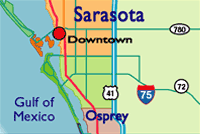 Sarasota
780
Downtown
41
75
72
Gulf of
Mexico
Osprey